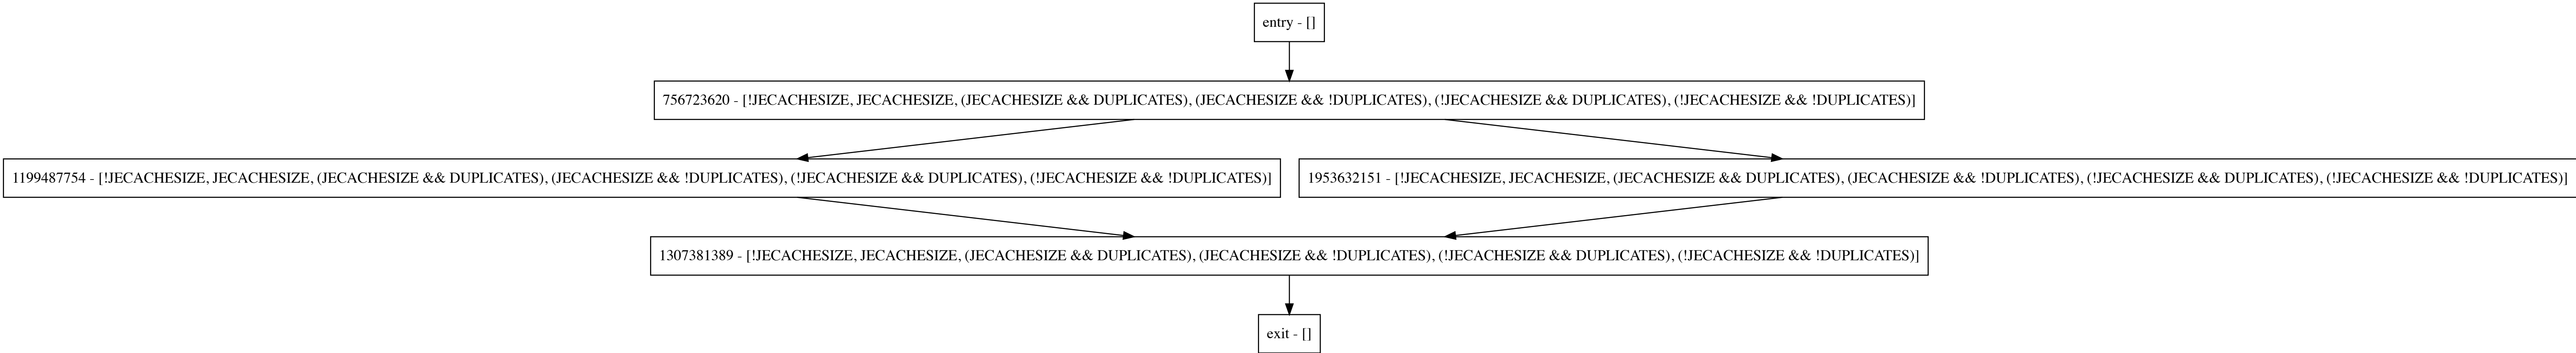 entry - []
756723620 - [!JECACHESIZE, JECACHESIZE, (JECACHESIZE && DUPLICATES), (JECACHESIZE && !DUPLICATES), (!JECACHESIZE && DUPLICATES), (!JECACHESIZE && !DUPLICATES)]
1199487754 - [!JECACHESIZE, JECACHESIZE, (JECACHESIZE && DUPLICATES), (JECACHESIZE && !DUPLICATES), (!JECACHESIZE && DUPLICATES), (!JECACHESIZE && !DUPLICATES)]
1953632151 - [!JECACHESIZE, JECACHESIZE, (JECACHESIZE && DUPLICATES), (JECACHESIZE && !DUPLICATES), (!JECACHESIZE && DUPLICATES), (!JECACHESIZE && !DUPLICATES)]
1307381389 - [!JECACHESIZE, JECACHESIZE, (JECACHESIZE && DUPLICATES), (JECACHESIZE && !DUPLICATES), (!JECACHESIZE && DUPLICATES), (!JECACHESIZE && !DUPLICATES)]
exit - []